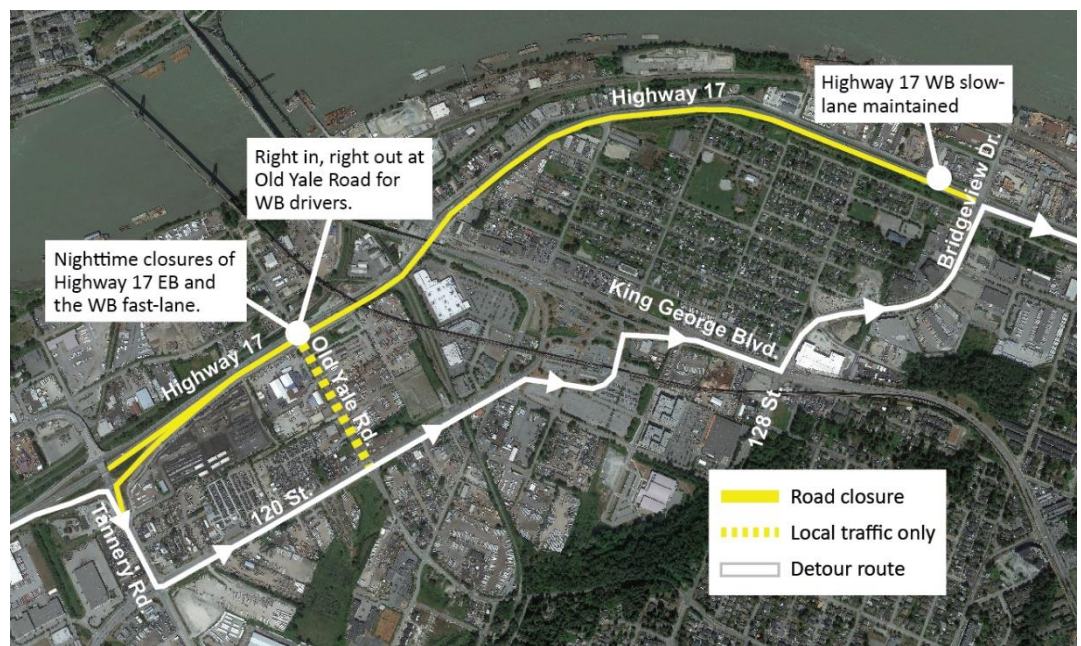 Highway 17
Highway 17 WB slow-
lane maintained
Right in, right out at
Old Yale Road for
WB drivers.
Bridgeview Dr.
Nighttime closures of
Highway 17 EB and
the WB fast-lane.
King George Blvd.
Highway 17
Old Yale Rd.
128 St.
120 St.
Tannery Rd.
Road closure
Local traffic only
Detour route